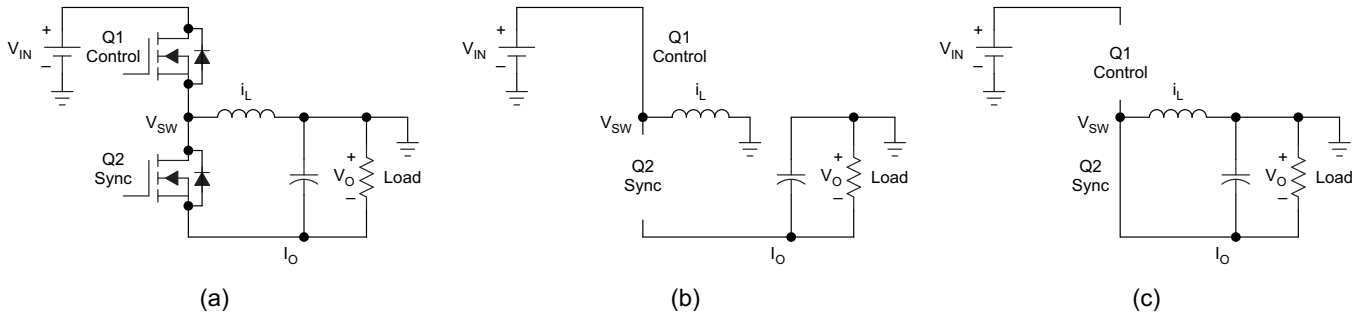 +
V_IN
−
Q1
Control
i_L
V_SW
Q2
Sync
+
V_O
−
Load
I_O
(a)
+
V_IN
−
Q1
Control
i_L
V_SW
Q2
Sync
+
V_O
−
Load
I_O
(b)
+
V_IN
−
Q1
Control
i_L
V_SW
Q2
Sync
+
V_O
−
Load
I_O
(c)